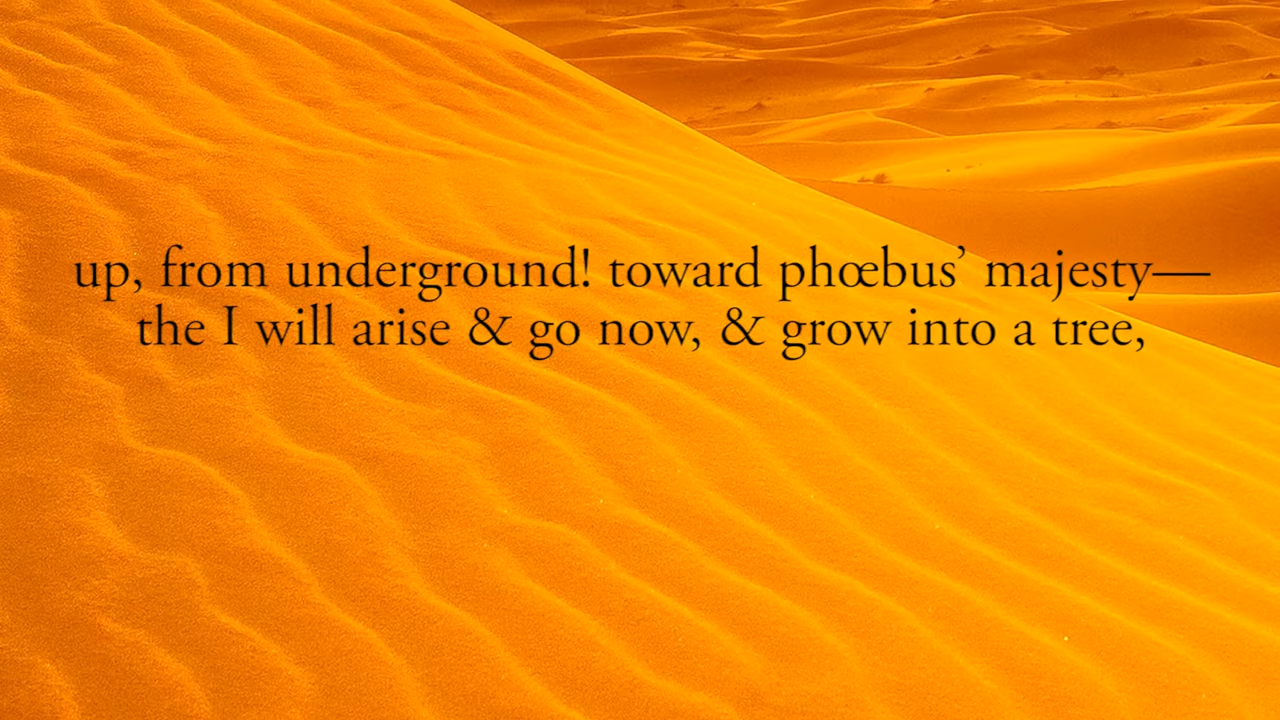 up, from underground! toward phœbus’ majesty—
the I will arise & go now, & grow into a tree,